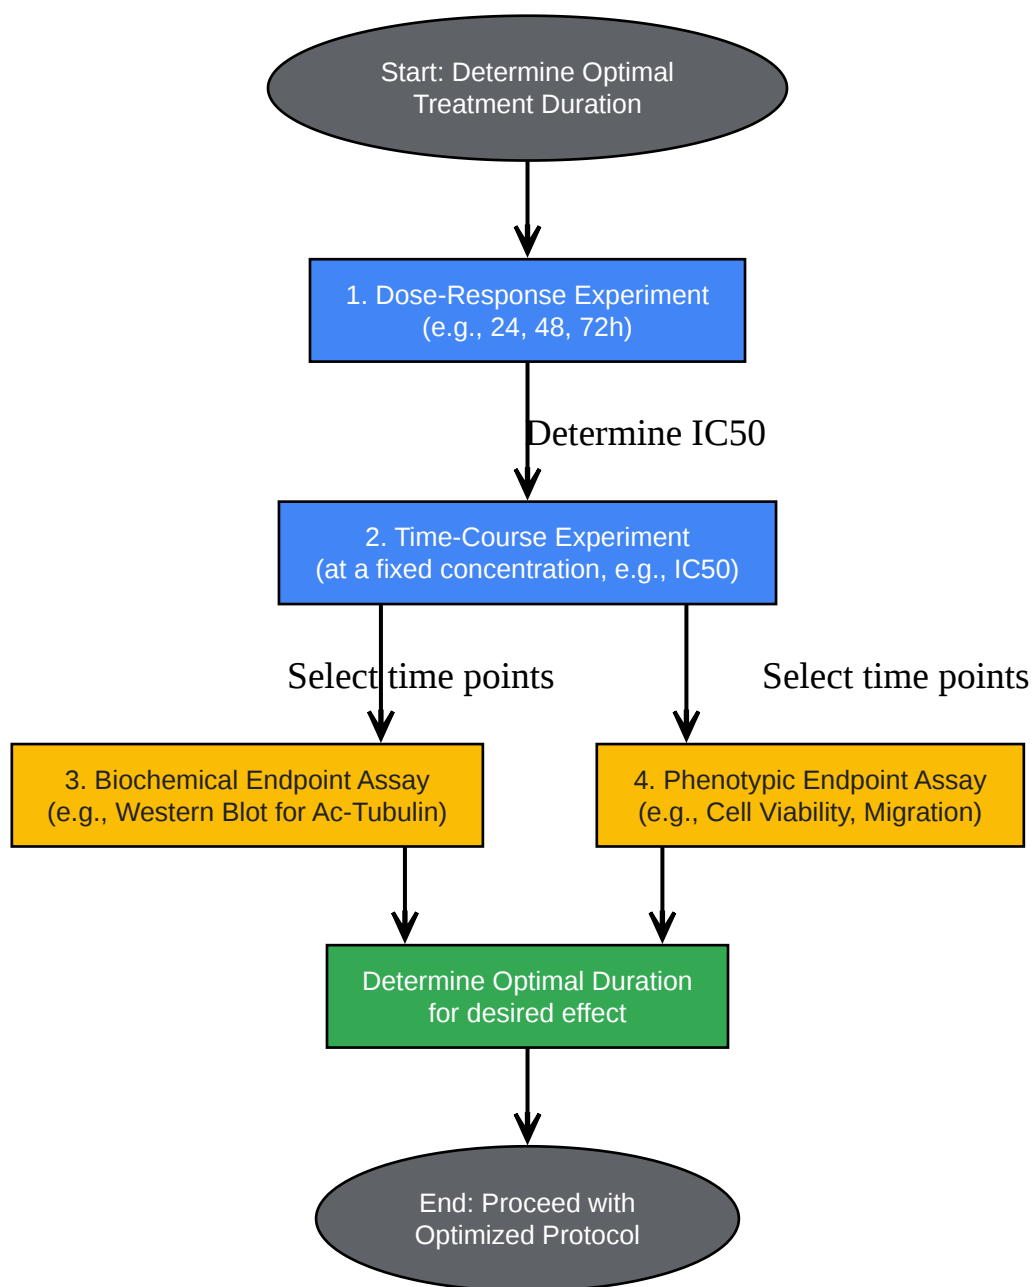 Start: Determine Optimal
Treatment Duration
1. Dose-Response Experiment
(e.g., 24, 48, 72h)
Determine IC50
2. Time-Course Experiment
(at a fixed concentration, e.g., IC50)
Select time points
Select time points
3. Biochemical Endpoint Assay
(e.g., Western Blot for Ac-Tubulin)
4. Phenotypic Endpoint Assay
(e.g., Cell Viability, Migration)
Determine Optimal Duration
for desired effect
End: Proceed with
Optimized Protocol